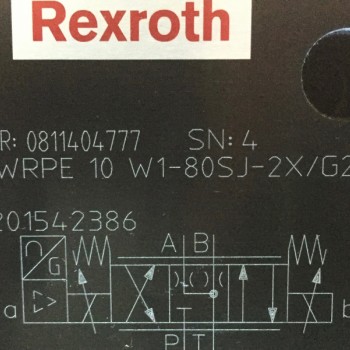 Rexroth
R: 0811404777 SN: 4
WRPE 10 W1-80SJ-2X/G2
201542386
A B
G
a b
P T